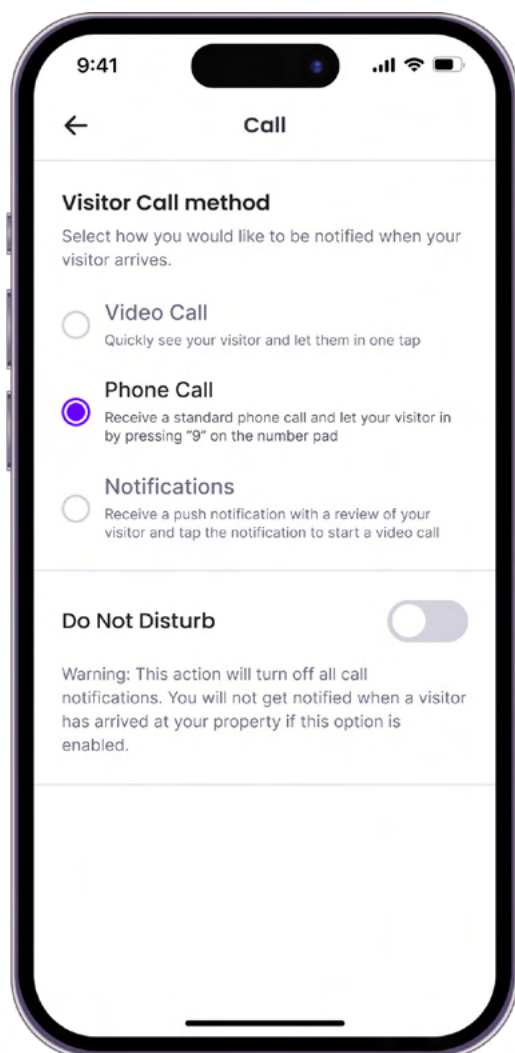 9:41
Call
Visitor Call method
Select how you would like to be notified when your
visitor arrives.
Video Call
Quickly see your visitor and let them in one tap
Phone Call
Receive a standard phone call and let your visitor in
by pressing “9” on the number pad
Notifications
Receive a push notification with a review of your
visitor and tap the notification to start a video call
Do Not Disturb
Warning: This action will turn off all call
notifications. You will not get notified when a visitor
has arrived at your property if this option is
enabled.